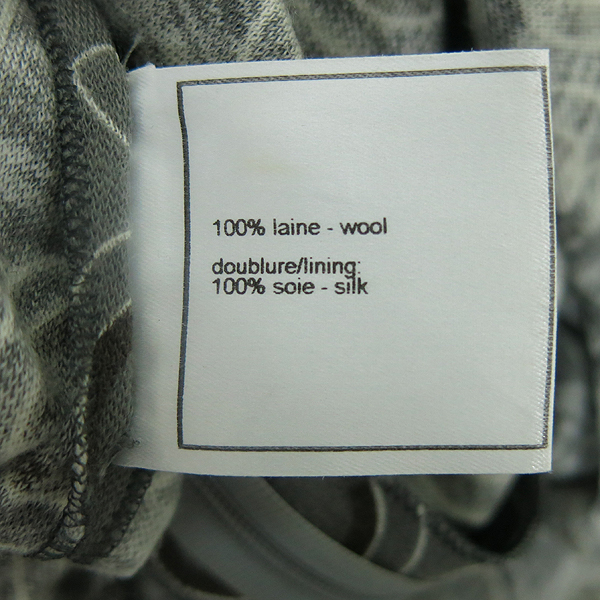 100% laine - wool
doublure/lining:
100% soie - silk